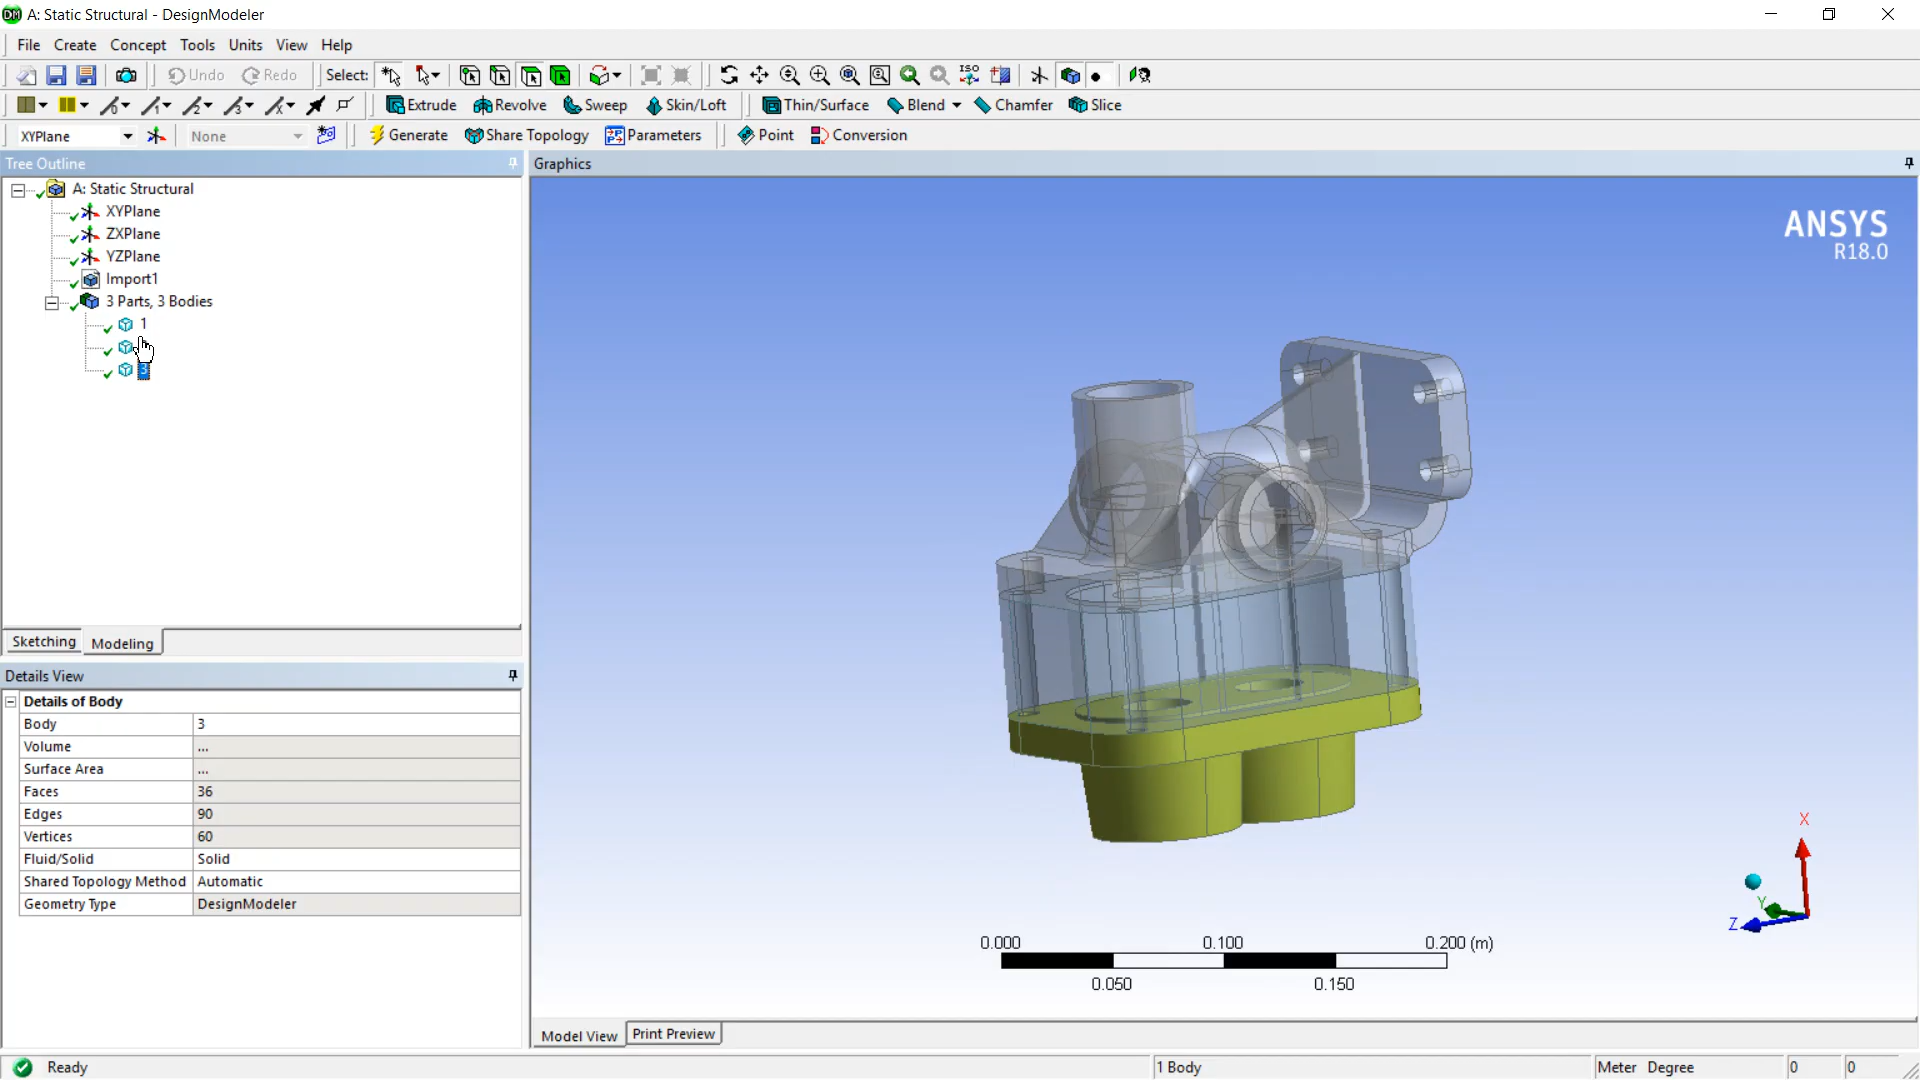 A: Static Structural - DesignModeler
File Create Concept Tools Units View Help
Undo Redo Select: ISO
Extrude Revolve Sweep Skin/Loft Thin/Surface Blend Chamfer Slice
XYPlane None Generate Share Topology Parameters Point Conversion
Tree Outline
Graphics
A: Static Structural
XYPlane
ZXPlane
YZPlane
Import1
3 Parts, 3 Bodies
1
3
ANSYS
R18.0
Sketching Modeling
Details View
Details of Body
Body 3
Volume ...
Surface Area ...
Faces 36
Edges 90
Vertices 60
Fluid/Solid Solid
Shared Topology Method Automatic
Geometry Type DesignModeler
X
Y
Z
0.000 0.100 0.200 (m)
0.050 0.150
Model View Print Preview
Ready 1 Body Meter Degree 0 0